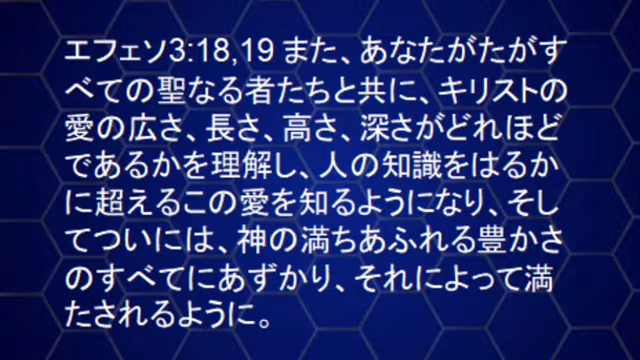 エフェソ3:18,19 また、あなたがたがす
べての聖なる者たちと共に、キリストの
愛の広さ、長さ、高さ、深さがどれほど
であるかを理解し、人の知識をはるか
に超えるこの愛を知るようになり、そし
てついには、神の満ちあふれる豊かさ
のすべてにあずかり、それによって満
たされるように。